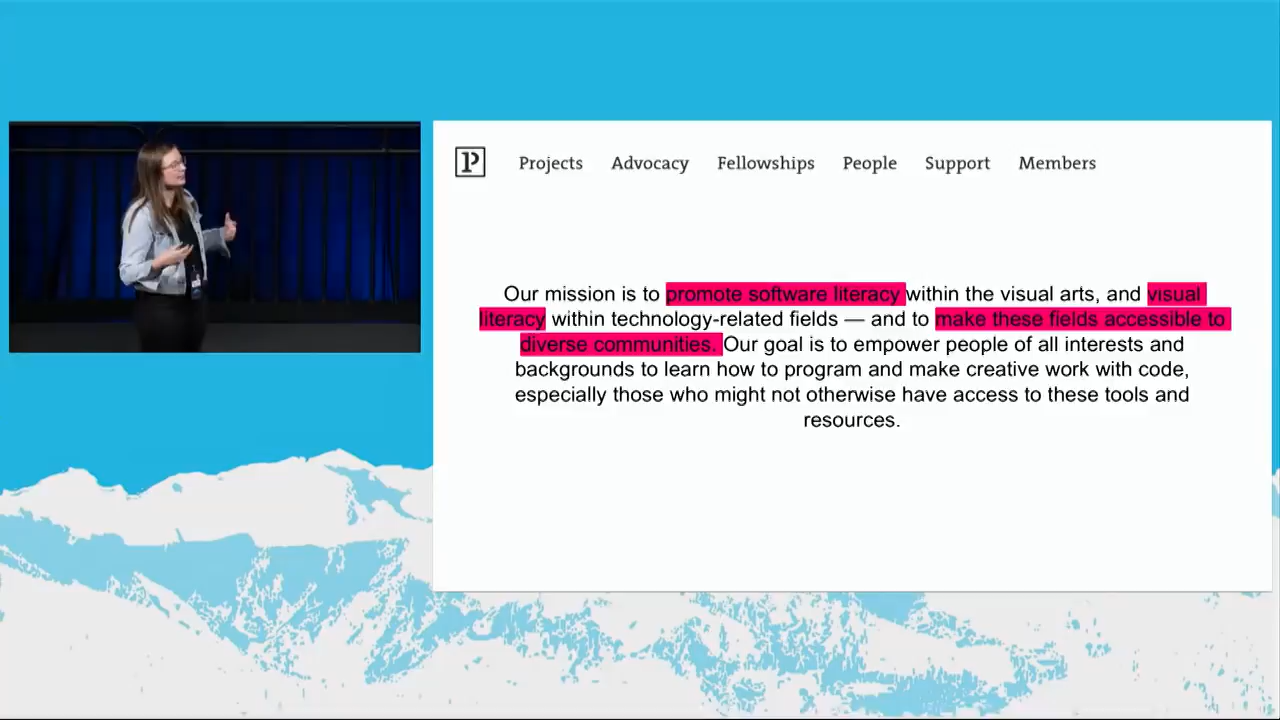 P Projects Advocacy Fellowships People Support Members
Our mission is to promote software literacy within the visual arts, and visual
literacy within technology-related fields — and to make these fields accessible to
diverse communities. Our goal is to empower people of all interests and
backgrounds to learn how to program and make creative work with code,
especially those who might not otherwise have access to these tools and
resources.